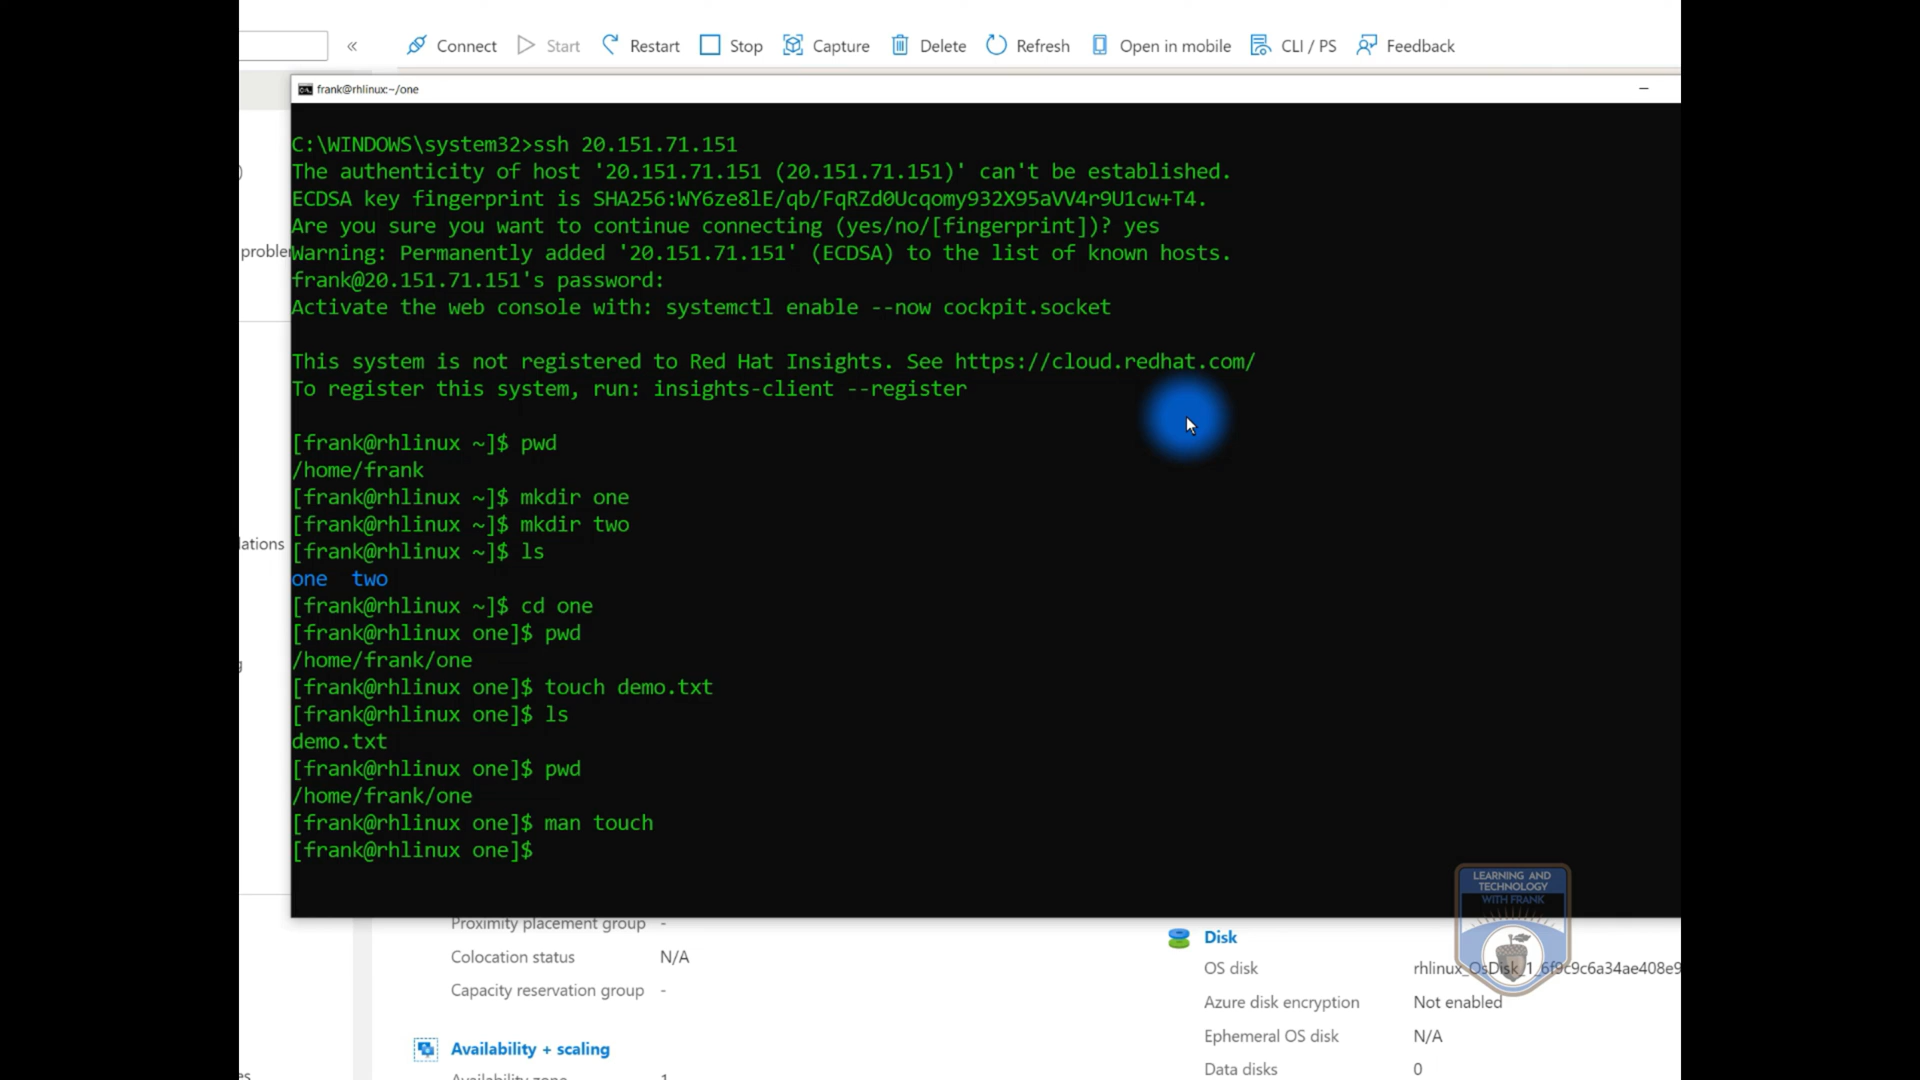 « Connect Start Restart Stop Capture Delete Refresh Open in mobile CLI / PS Feedback
frank@rhlinux:~/one
C:\WINDOWS\system32>ssh 20.151.71.151
The authenticity of host '20.151.71.151 (20.151.71.151)' can't be established.
ECDSA key fingerprint is SHA256:WY6ze8lE/qb/FqRZd0Ucqomy932X95aVV4r9U1cw+T4.
Are you sure you want to continue connecting (yes/no/[fingerprint])? yes
Warning: Permanently added '20.151.71.151' (ECDSA) to the list of known hosts.
frank@20.151.71.151's password:
Activate the web console with: systemctl enable --now cockpit.socket
This system is not registered to Red Hat Insights. See https://cloud.redhat.com/
To register this system, run: insights-client --register
[frank@rhlinux ~]$ pwd
/home/frank
[frank@rhlinux ~]$ mkdir one
[frank@rhlinux ~]$ mkdir two
[frank@rhlinux ~]$ ls
one two
[frank@rhlinux ~]$ cd one
[frank@rhlinux one]$ pwd
/home/frank/one
[frank@rhlinux one]$ touch demo.txt
[frank@rhlinux one]$ ls
demo.txt
[frank@rhlinux one]$ pwd
/home/frank/one
[frank@rhlinux one]$ man touch
[frank@rhlinux one]$
proble
lations
LEARNING AND
TECHNOLOGY
WITH FRANK
Proximity placement group -
Colocation status N/A
Capacity reservation group -
Availability + scaling
Disk
OS disk rhlinux_OsDisk_1_6f9c9c6a34ae408e9
Azure disk encryption Not enabled
Ephemeral OS disk N/A
Data disks 0